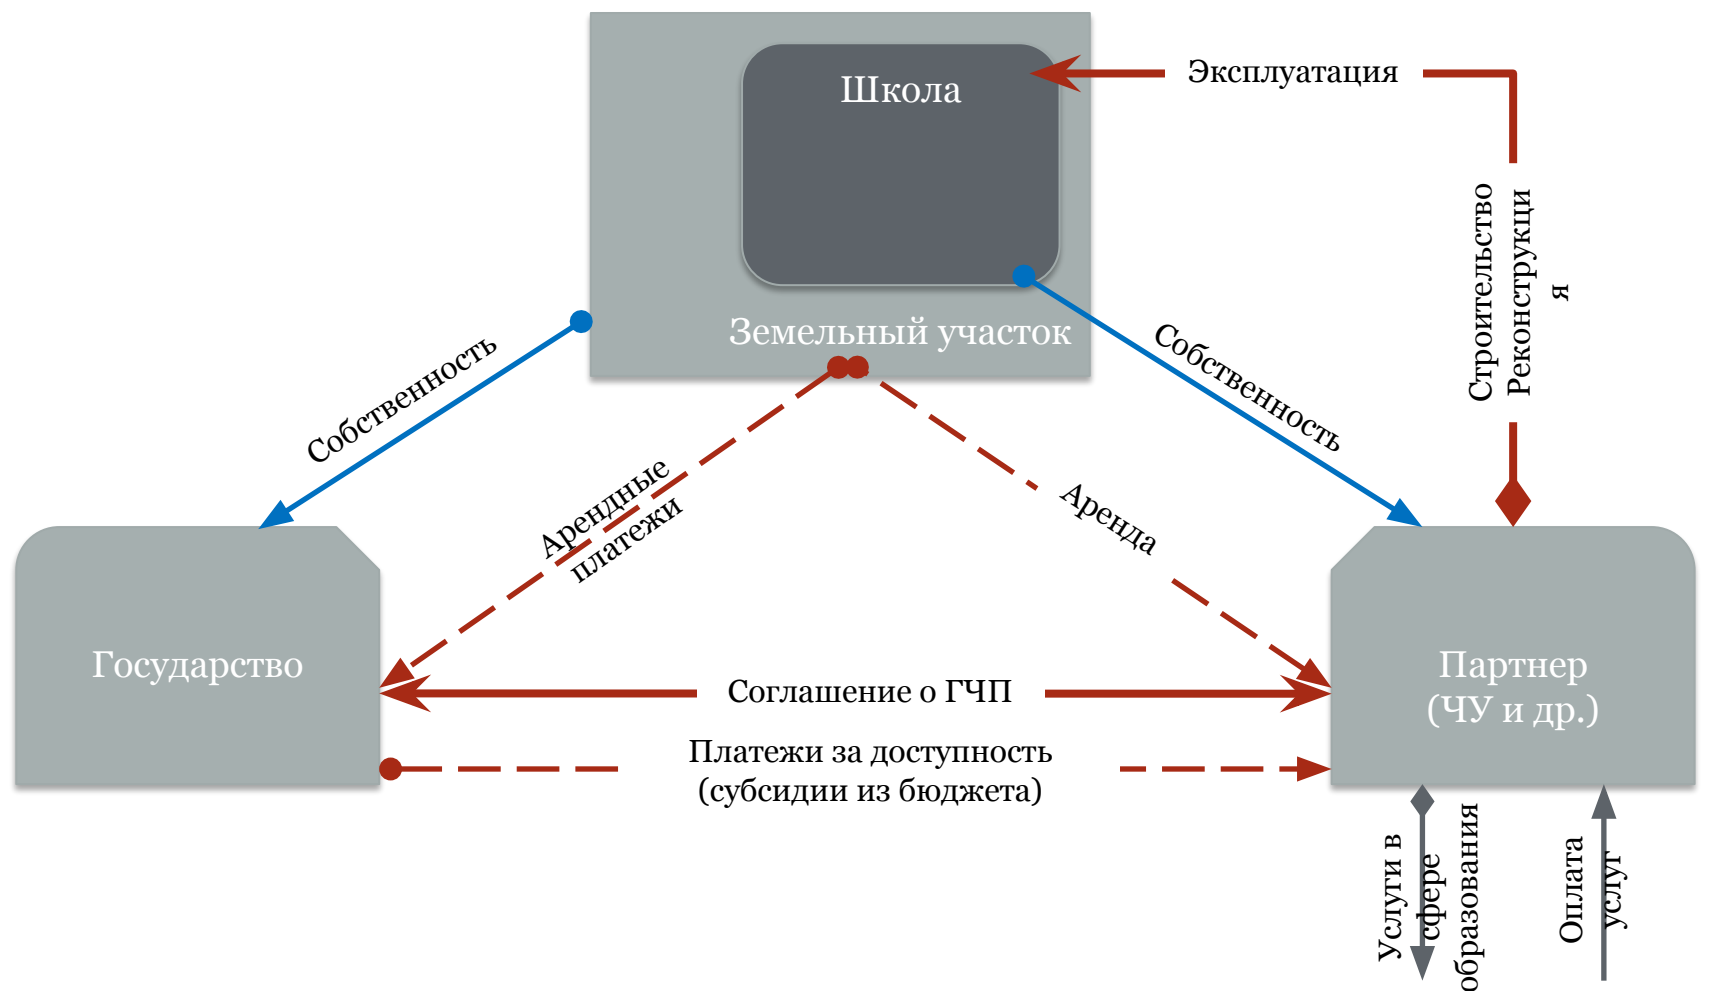 Школа
Эксплуатация
Строительство
Реконструкци
я
Земельный участок
Собственность
Собственность
Арендные
платежи
Аренда
Государство
Соглашение о ГЧП
Партнер
(ЧУ и др.)
Платежи за доступность
(субсидии из бюджета)
Услуги в
сфере
образования
Оплата
услуг